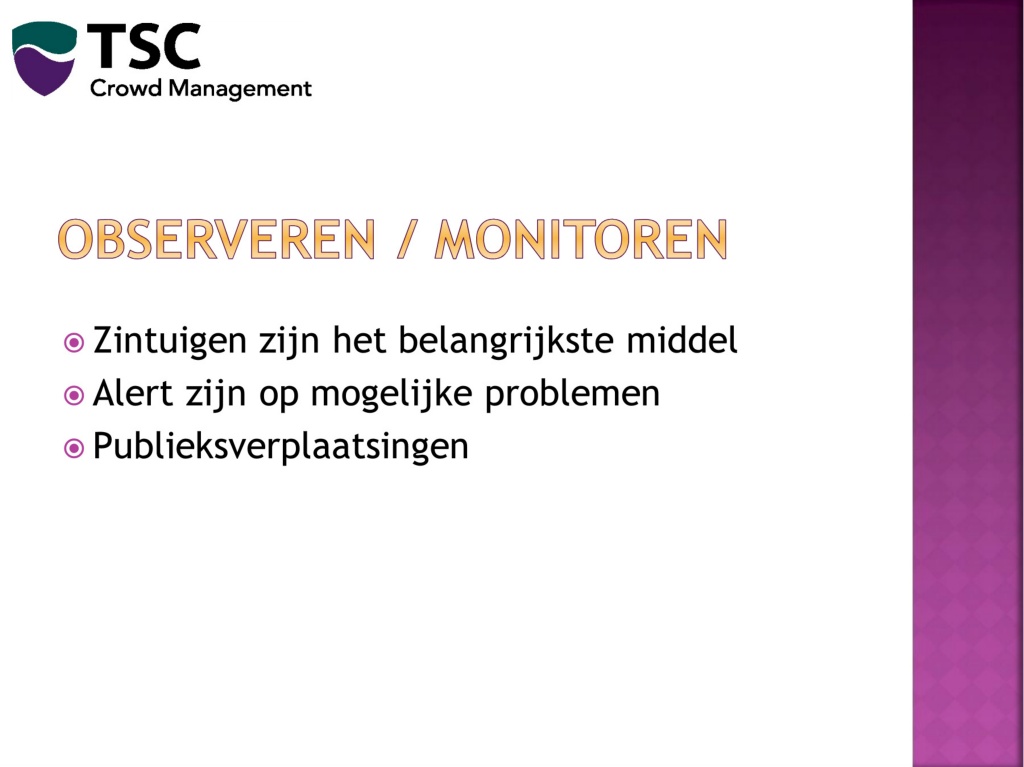 TSC
Crowd Management
OBSERVEREN / MONITOREN
Zintuigen zijn het belangrijkste middel
Alert zijn op mogelijke problemen
Publieksverplaatsingen